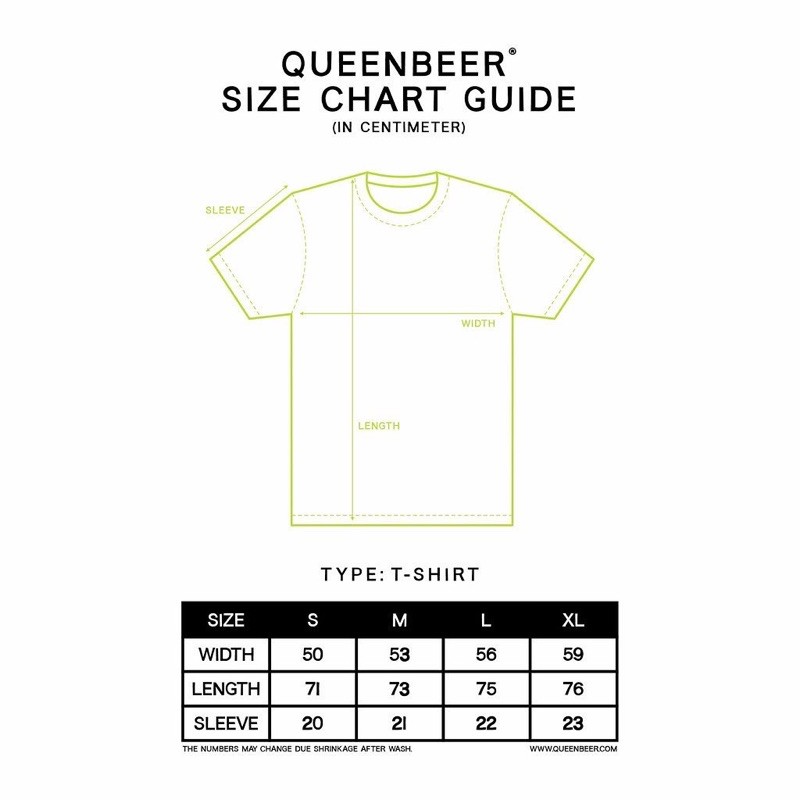 QUEENBEER®
SIZE CHART GUIDE
(IN CENTIMETER)
SLEEVE
WIDTH
LENGTH
TYPE: T-SHIRT
SIZE S M L XL
WIDTH 50 53 56 59
LENGTH 71 73 75 76
SLEEVE 20 21 22 23
THE NUMBERS MAY CHANGE DUE SHRINKAGE AFTER WASH. WWW.QUEENBEER.COM